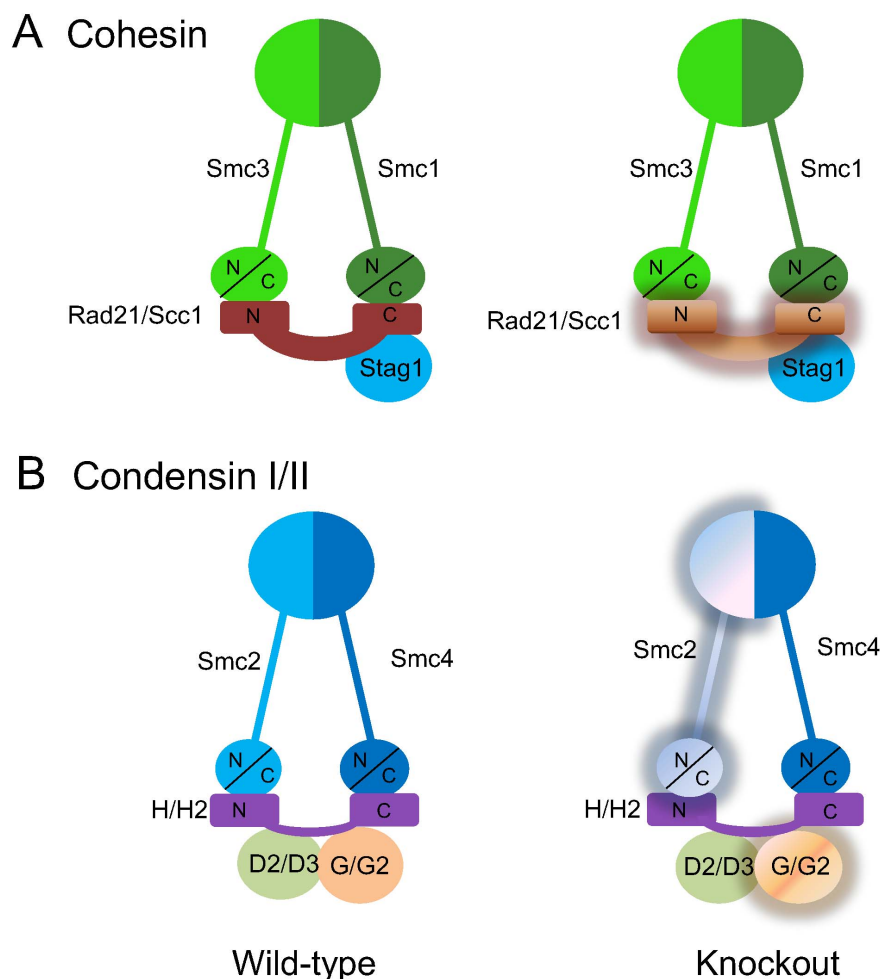 A Cohesin
Smc3 Smc1 Smc3 Smc1
N C N C N C N C
Rad21/Scc1 N C Rad21/Scc1 N C
Stag1 Stag1
B Condensin I/II
Smc2 Smc4 Smc2 Smc4
N C N C N C N C
H/H2 N C H/H2 N C
D2/D3 G/G2 D2/D3 G/G2
Wild-type Knockout